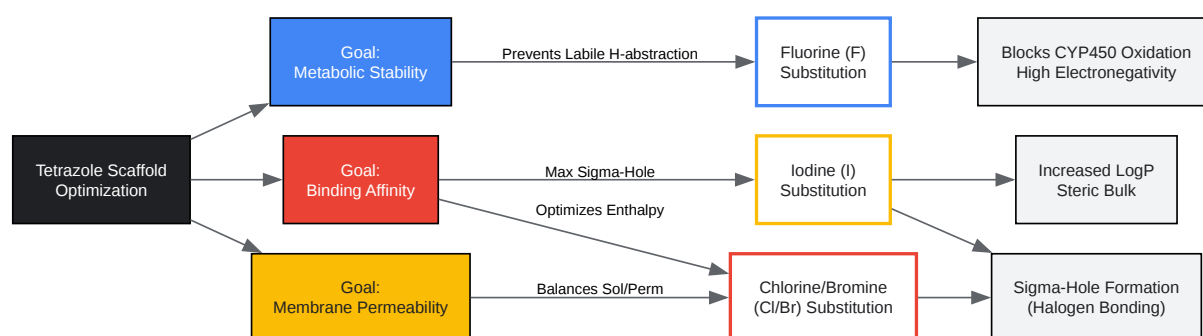 Goal:
Metabolic Stability
Prevents Labile H-abstraction
Fluorine (F)
Substitution
Blocks CYP450 Oxidation
High Electronegativity
Tetrazole Scaffold
Optimization
Goal:
Binding Affinity
Max Sigma-Hole
Iodine (I)
Substitution
Increased LogP
Steric Bulk
Optimizes Enthalpy
Goal:
Membrane Permeability
Balances Sol/Perm
Chlorine/Bromine
(Cl/Br) Substitution
Sigma-Hole Formation
(Halogen Bonding)